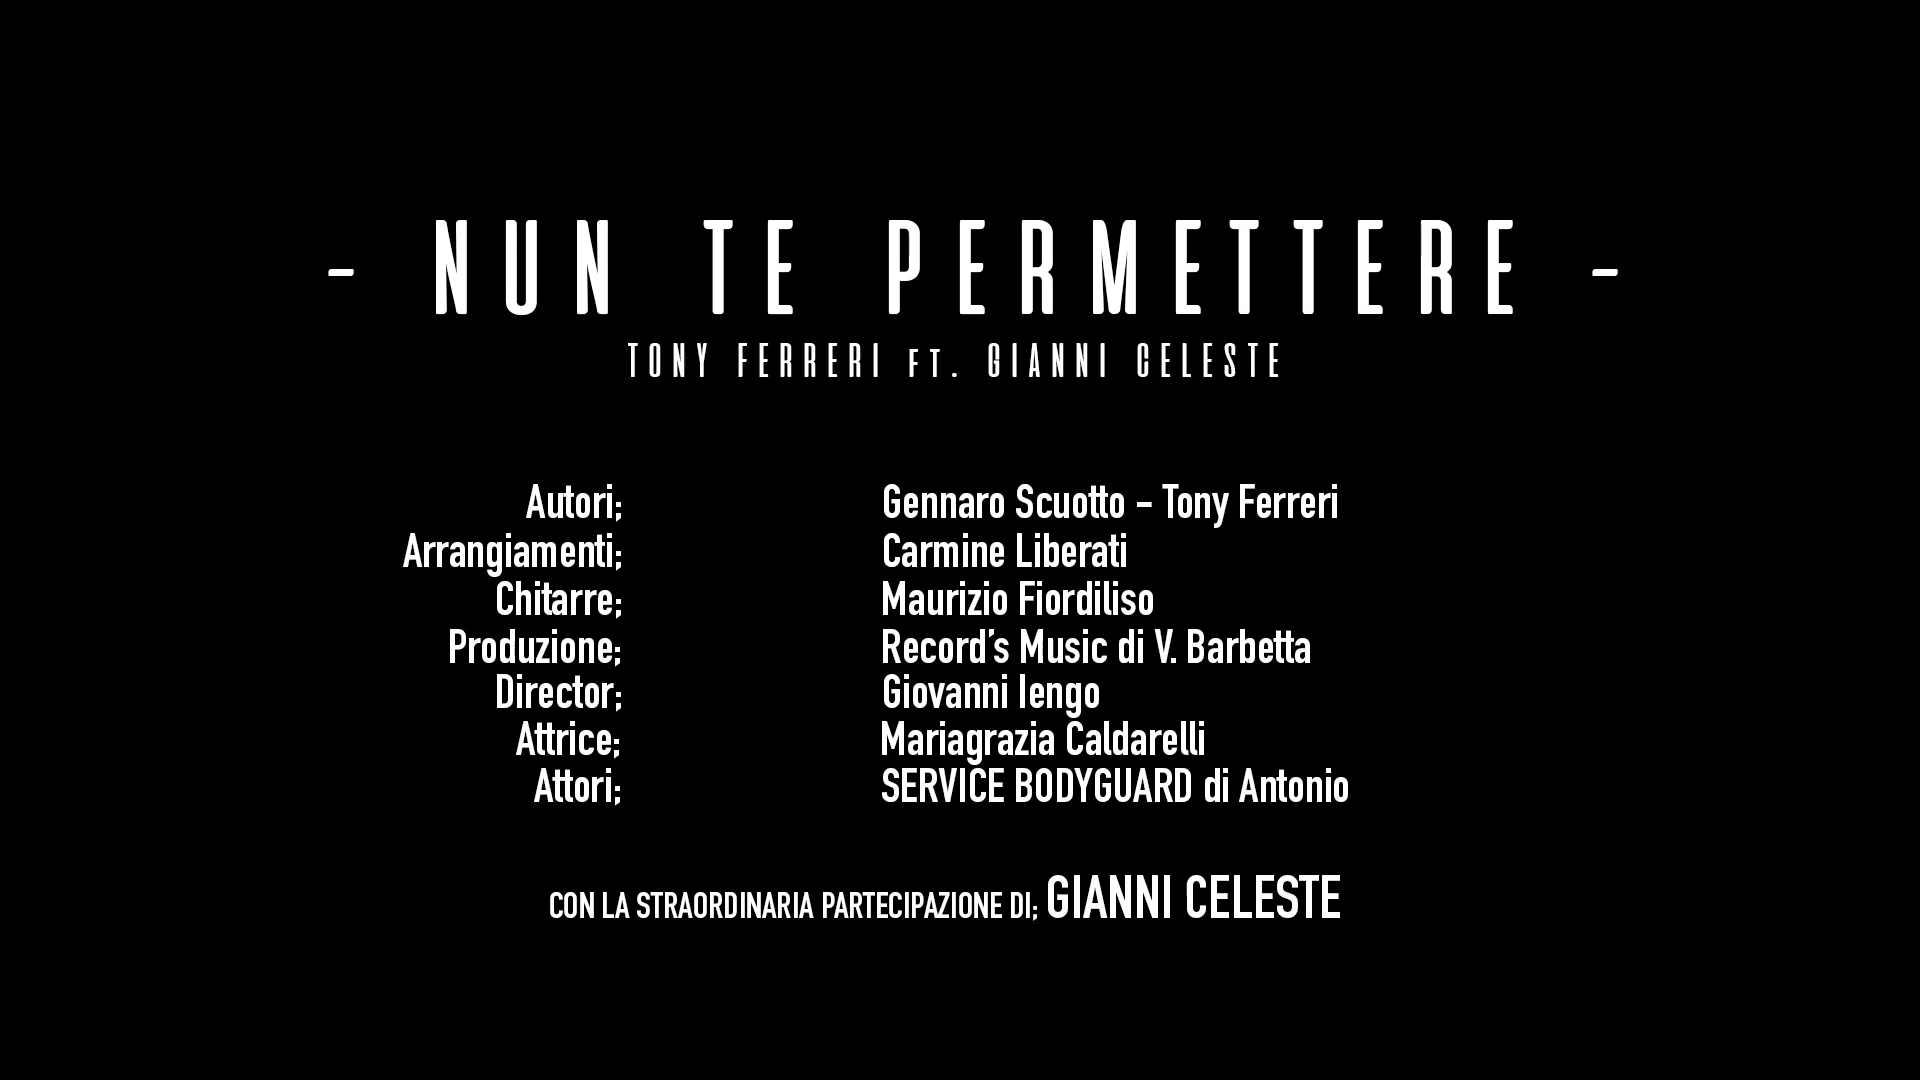 - NUN TE PERMETTERE -
TONY FERRERI FT. GIANNI CELESTE
Autori; Gennaro Scuotto - Tony Ferreri
Arrangiamenti; Carmine Liberati
Chitarre; Maurizio Fiordiliso
Produzione; Record's Music di V. Barbetta
Director; Giovanni Iengo
Attrice; Mariagrazia Caldarelli
Attori; SERVICE BODYGUARD di Antonio
CON LA STRAORDINARIA PARTECIPAZIONE DI; GIANNI CELESTE